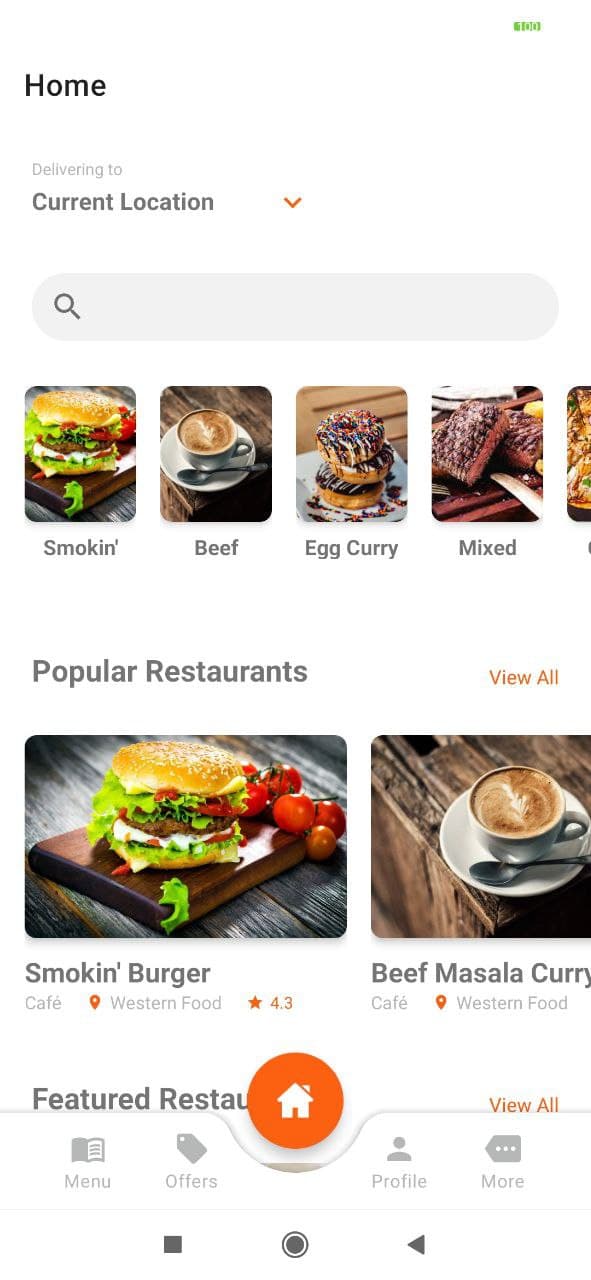 100
Home
Delivering to
Current Location
Smokin' Beef Egg Curry Mixed
Popular Restaurants View All
Smokin' Burger Beef Masala Curry
Café Western Food 4.3 Café Western Food
Featured Restau View All
Menu Offers Profile More